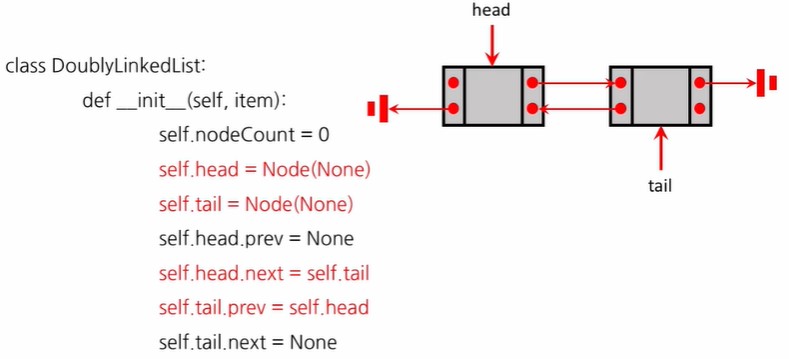 head
class DoublyLinkedList:
def __init__(self, item):
self.nodeCount = 0
self.head = Node(None)
self.tail = Node(None)
self.head.prev = None
self.head.next = self.tail
self.tail.prev = self.head
self.tail.next = None
tail